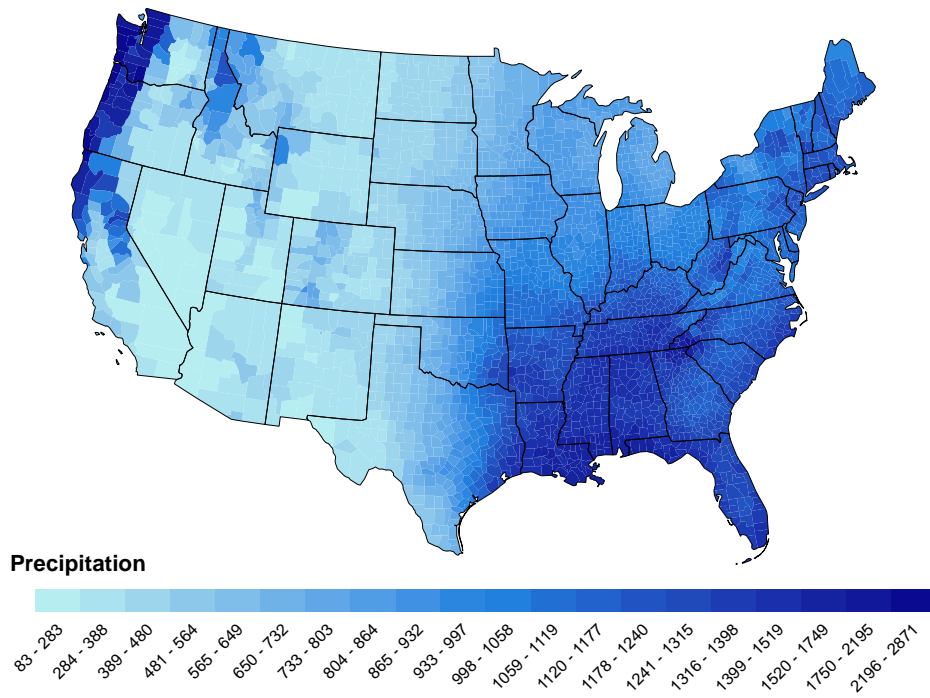 Precipitation
83 - 283
284 - 388
389 - 480
481 - 564
565 - 649
650 - 732
733 - 803
804 - 864
865 - 932
933 - 997
998 - 1058
1059 - 1119
1120 - 1177
1178 - 1240
1241 - 1315
1316 - 1398
1399 - 1519
1520 - 1749
1750 - 2195
2196 - 2871